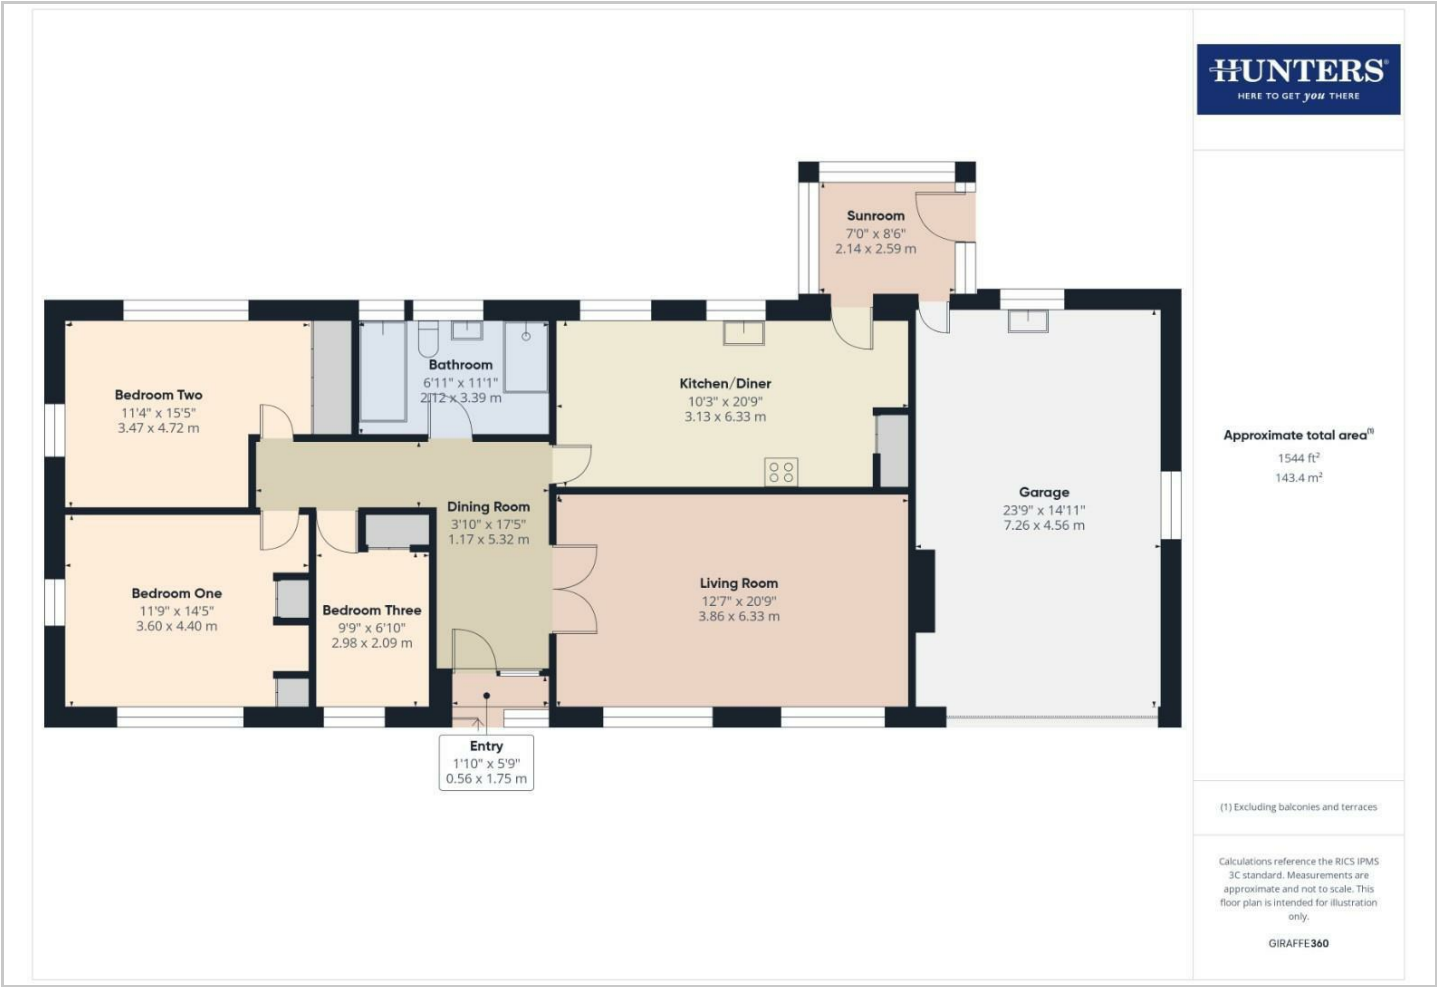 HUNTERS®
HERE TO GET you THERE
Sunroom
7'0" x 8'6"
2.14 x 2.59 m
Bathroom
6'11" x 11'1"
2.12 x 3.39 m
Bedroom Two
11'4" x 15'5"
3.47 x 4.72 m
Kitchen/Diner
10'3" x 20'9"
3.13 x 6.33 m
Dining Room
3'10" x 17'5"
1.17 x 5.32 m
Garage
23'9" x 14'11"
7.26 x 4.56 m
Bedroom One
11'9" x 14'5"
3.60 x 4.40 m
Bedroom Three
9'9" x 6'10"
2.98 x 2.09 m
Living Room
12'7" x 20'9"
3.86 x 6.33 m
Entry
1'10" x 5'9"
0.56 x 1.75 m
Approximate total area(1)
1544 ft²
143.4 m²
(1) Excluding balconies and terraces
Calculations reference the RICS IPMS
3C standard. Measurements are
approximate and not to scale. This
floor plan is intended for illustration
only.
GIRAFFE360